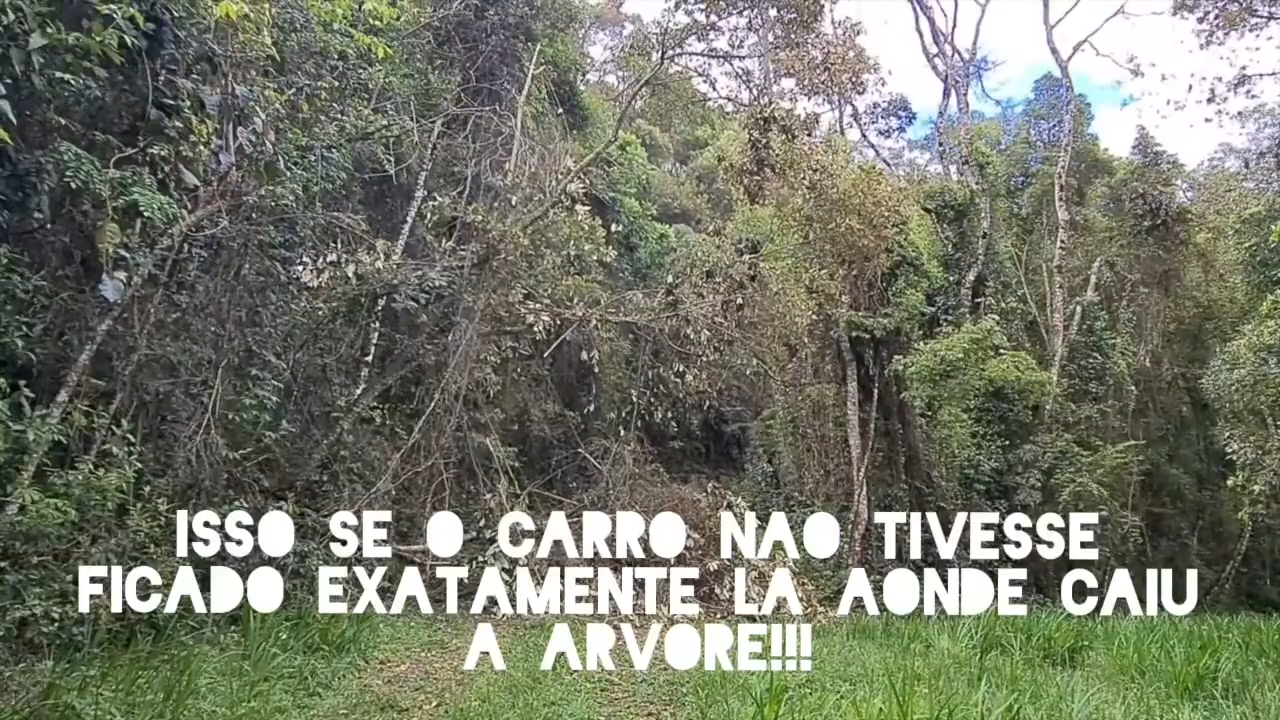 ISSO SE O CARRO NAO TIVESSE
FICADO EXATAMENTE LA AONDE CAIU
A ARVORE!!!